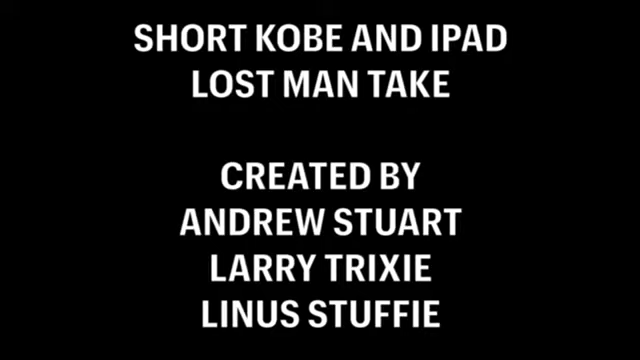 SHORT KOBE AND IPAD
LOST MAN TAKE
CREATED BY
ANDREW STUART
LARRY TRIXIE
LINUS STUFFIE